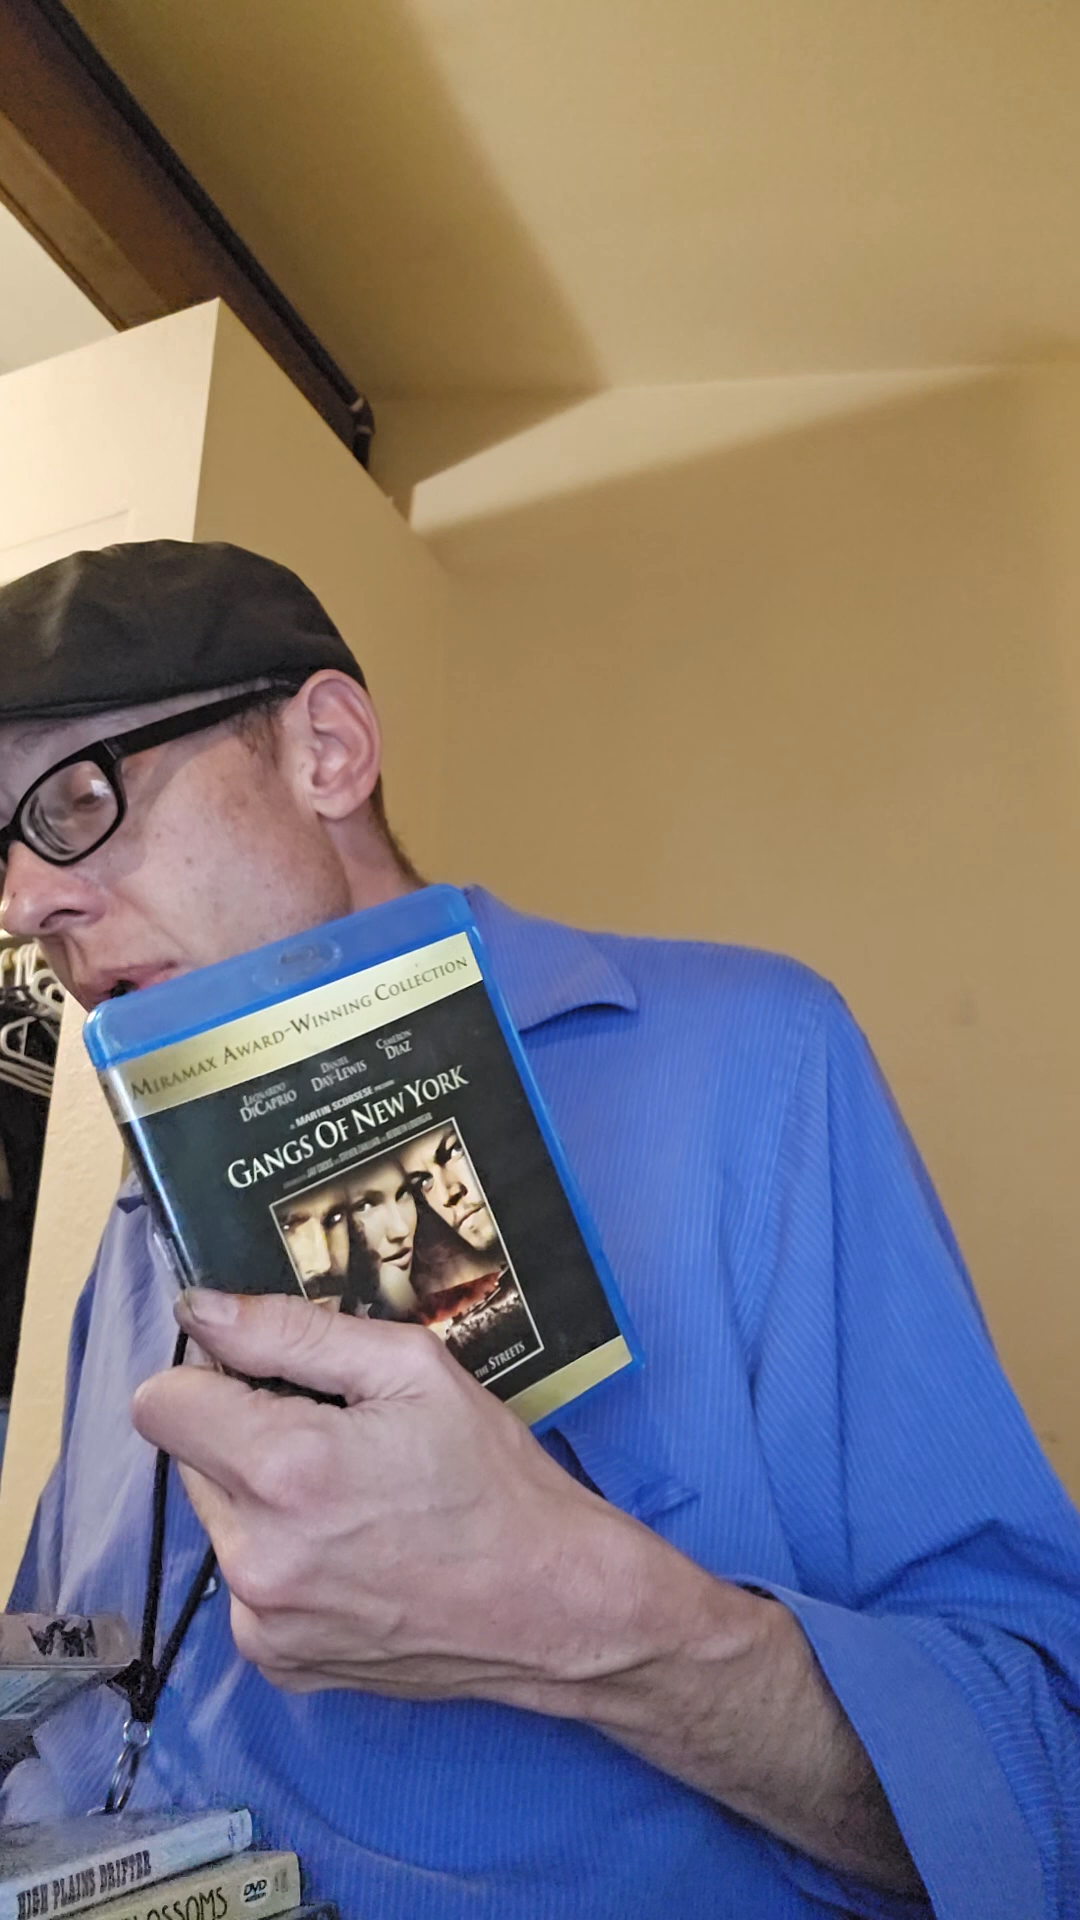 MIRAMAX AWARD-WINNING COLLECTION
LEONARDO DICAPRIO
DANIEL DAY-LEWIS
CAMERON DIAZ
A MARTIN SCORSESE PICTURE
GANGS OF NEW YORK
THE STREETS
HIGH PLAINS DRIFTER
LOSSOMS
DVD